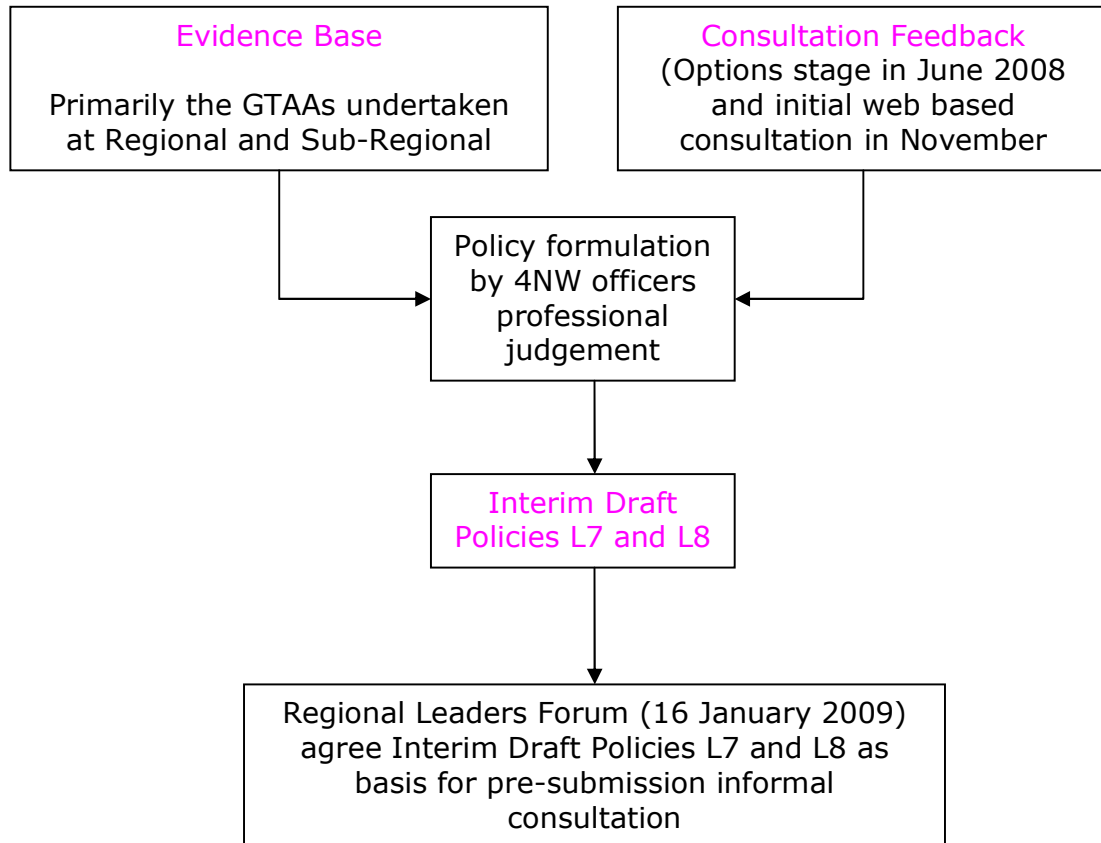 Evidence Base
Primarily the GTAAs undertaken
at Regional and Sub-Regional
Consultation Feedback
(Options stage in June 2008
and initial web based
consultation in November
Policy formulation
by 4NW officers
professional
judgement
Interim Draft
Policies L7 and L8
Regional Leaders Forum (16 January 2009)
agree Interim Draft Policies L7 and L8 as
basis for pre-submission informal
consultation